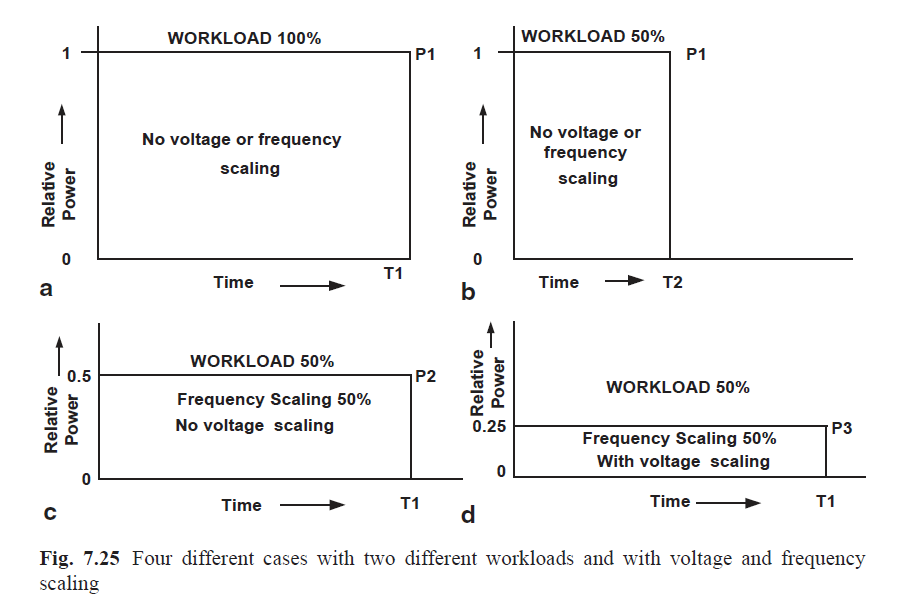 WORKLOAD 100%
1
P1
No voltage or frequency
scaling
Relative
Power
0
T1
Time
a
WORKLOAD 50%
1
P1
No voltage or
frequency
scaling
Relative
Power
0
Time
T2
b
WORKLOAD 50%
0.5
P2
Frequency Scaling 50%
No voltage scaling
Relative
Power
0
Time
T1
c
WORKLOAD 50%
Relative
Power
0.25
P3
Frequency Scaling 50%
With voltage scaling
0
Time
T1
d
Fig. 7.25 Four different cases with two different workloads and with voltage and frequency
scaling